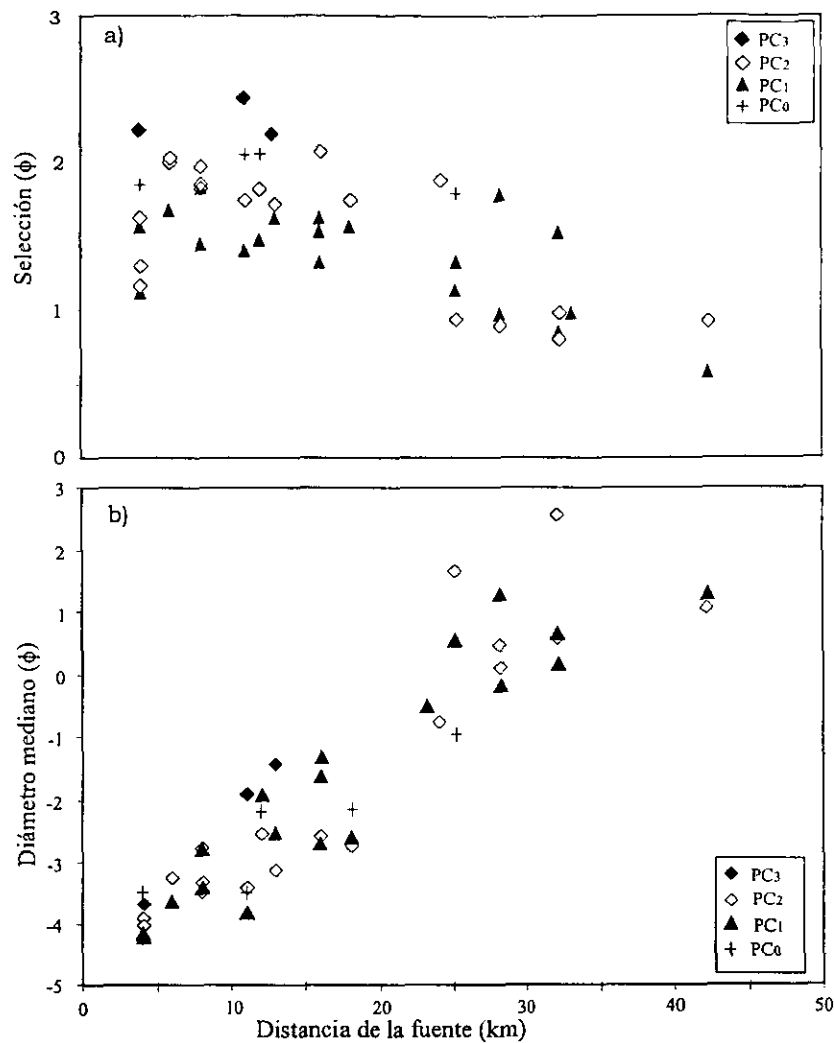 3
a)
PC3
PC2
PC1
PC0
2
Selección (ϕ)
1
0
3
b)
2
1
0
-1
-2
-3
-4
-5
Diámetro mediano (ϕ)
PC3
PC2
PC1
PC0
0
10
20
30
40
50
Distancia de la fuente (km)